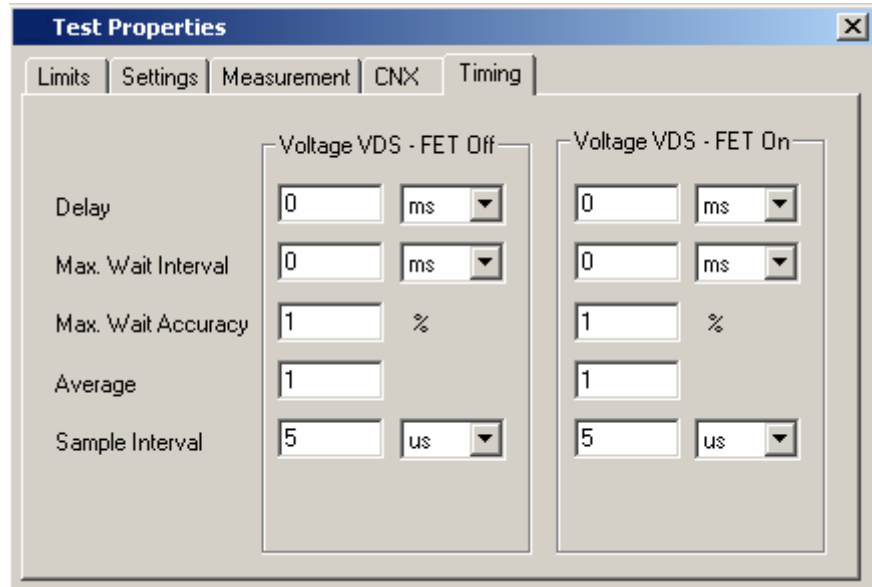 Test Properties
Limits Settings Measurement CNX Timing
Voltage VDS - FET Off Voltage VDS - FET On
Delay 0 ms 0 ms
Max. Wait Interval 0 ms 0 ms
Max. Wait Accuracy 1 % 1 %
Average 1 1
Sample Interval 5 us 5 us